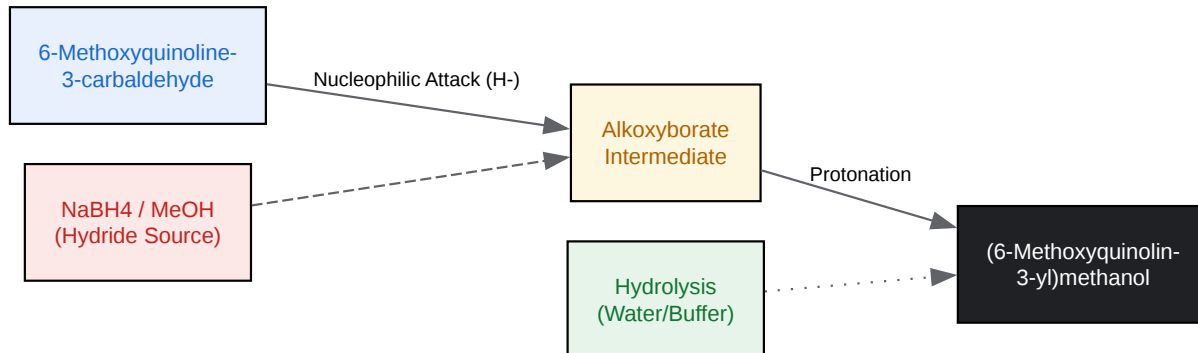 6-Methoxyquinoline-
3-carbaldehyde
Nucleophilic Attack (H-)
Alkoxyborate
Intermediate
NaBH4 / MeOH
(Hydride Source)
Protonation
(6-Methoxyquinolin-
3-yl)methanol
Hydrolysis
(Water/Buffer)